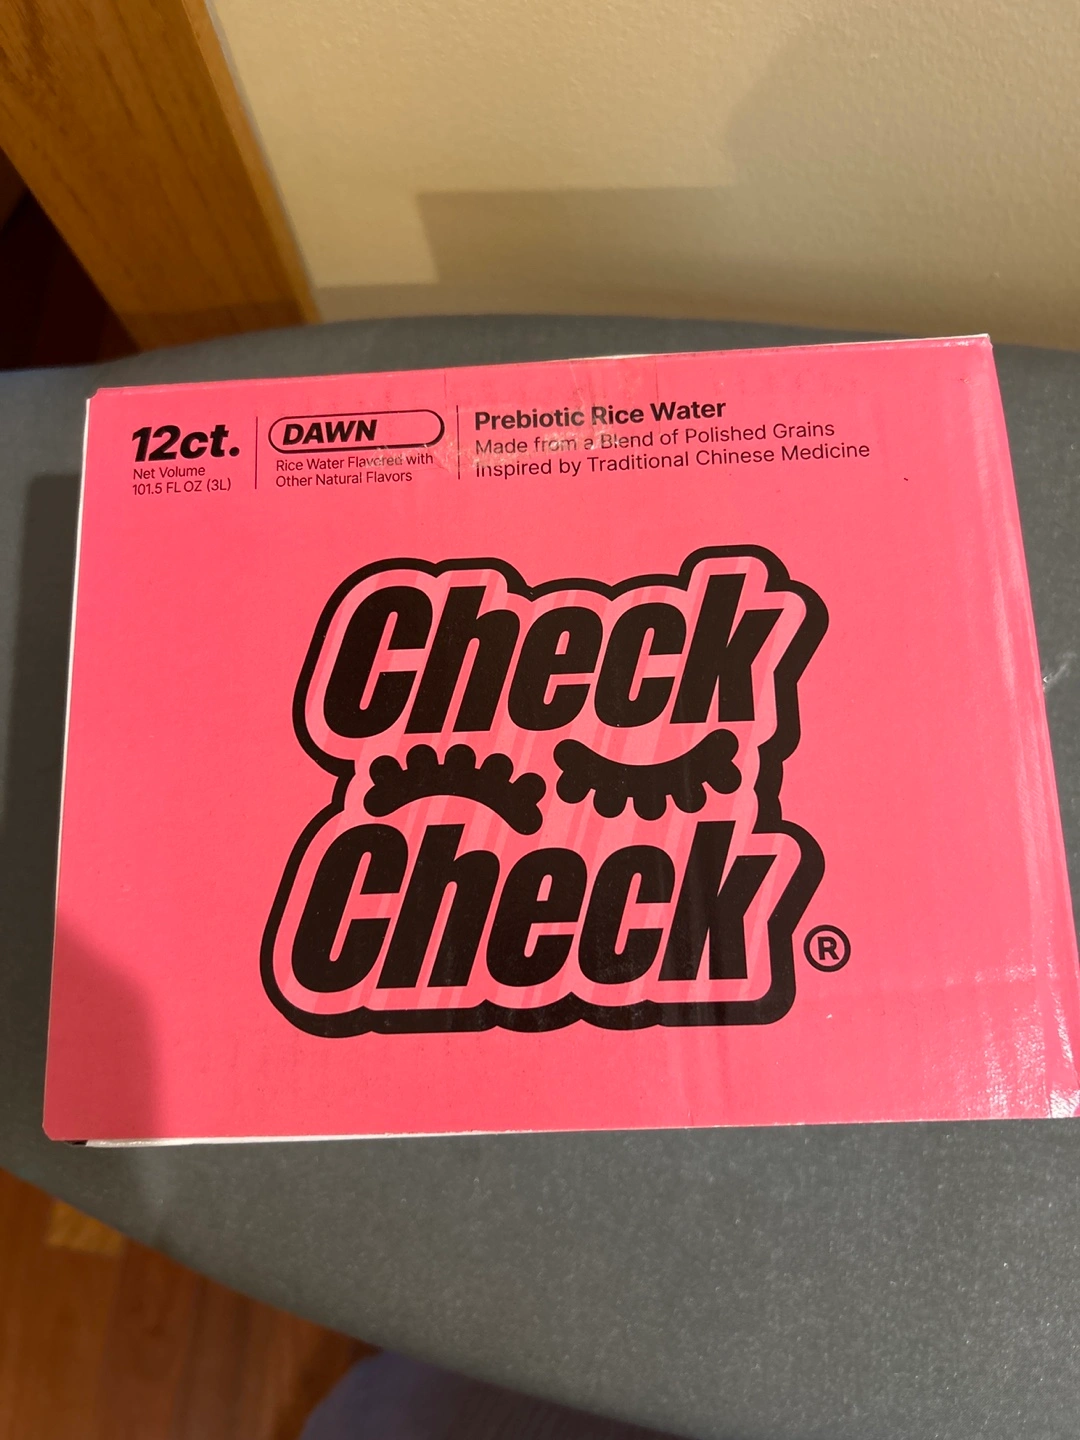 12ct.
Net Volume
101.5 FL OZ (3L)
DAWN
Rice Water Flavored with
Other Natural Flavors
Prebiotic Rice Water
Made from a Blend of Polished Grains
Inspired by Traditional Chinese Medicine
Check
Check
®